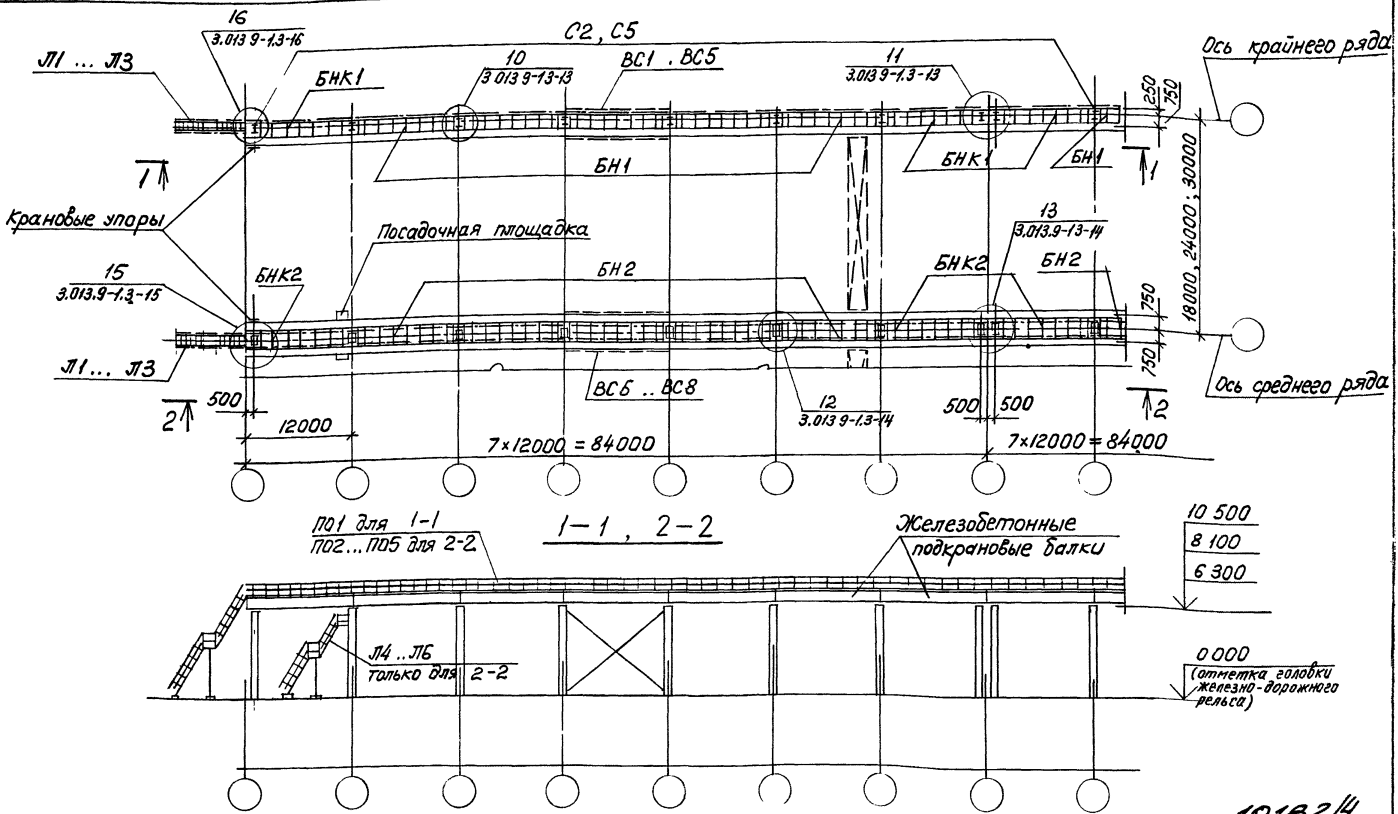 16
3.013 9-1.3-16
С2, С5
Ось крайнего ряда
Л1 ... Л3
БНК1
10
3 013 9-1.3-13
ВС1 . ВС5
11
3.013 9-1.3-13
250
750
1
БН1
БНК1
БН1
1
Крановые упоры
Посадочная площадка
13
3.013.9-1.3-14
18000, 24000; 30000
15
3.013.9-1.3-15
БНК2
БН2
БНК2
БН2
750
750
Л1... Л3
ВС6 .. ВС8
Ось среднего ряда
2
500
12
3.013 9-1.3-14
500
500
2
12000
7×12000 = 84000
7×12000 = 84000
ПО1 для 1-1
ПО2...ПО5 для 2-2
1-1, 2-2
Железобетонные
подкрановые балки
10 500
8 100
6 300
Л4 .. Л6
только для 2-2
0 000
(отметка головки
железно-дорожного
рельса)